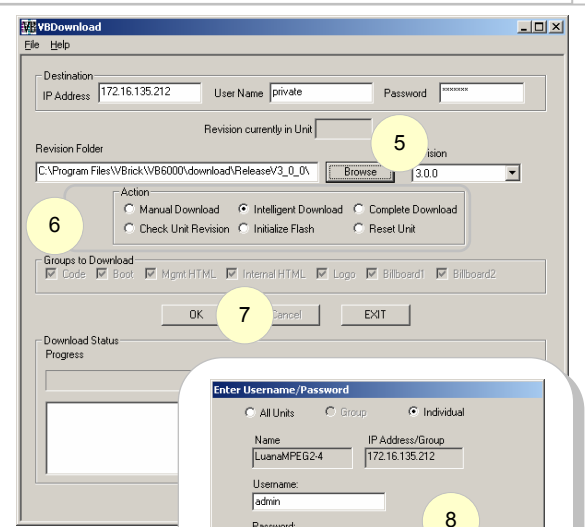 VBDownload
File Help
Destination
IP Address 172.16.135.212 User Name private Password xxxxxxx
Revision currently in Unit
5
Revision Folder
C:\Program Files\VBrick\VB6000\download\ReleaseV3_0_0\ Browse 3.0.0
Action
6
Manual Download Intelligent Download Complete Download
Check Unit Revision Initialize Flash Reset Unit
Groups to Download
Code Boot Mgmt HTML Internal HTML Logo Billboard1 Billboard2
OK 7 Cancel EXIT
Download Status
Progress
Enter Username/Password
All Units Group Individual
Name IP Address/Group
LuanaMPEG2-4 172.16.135.212
Username:
admin
8
Password: